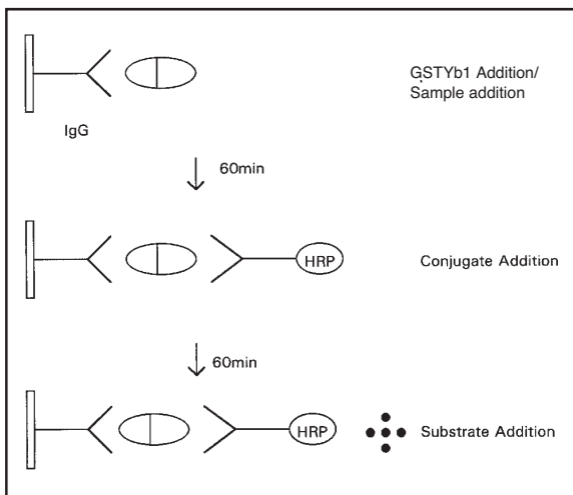 GSTYb1 Addition/
Sample addition
IgG
60min
HRP
Conjugate Addition
60min
HRP
Substrate Addition